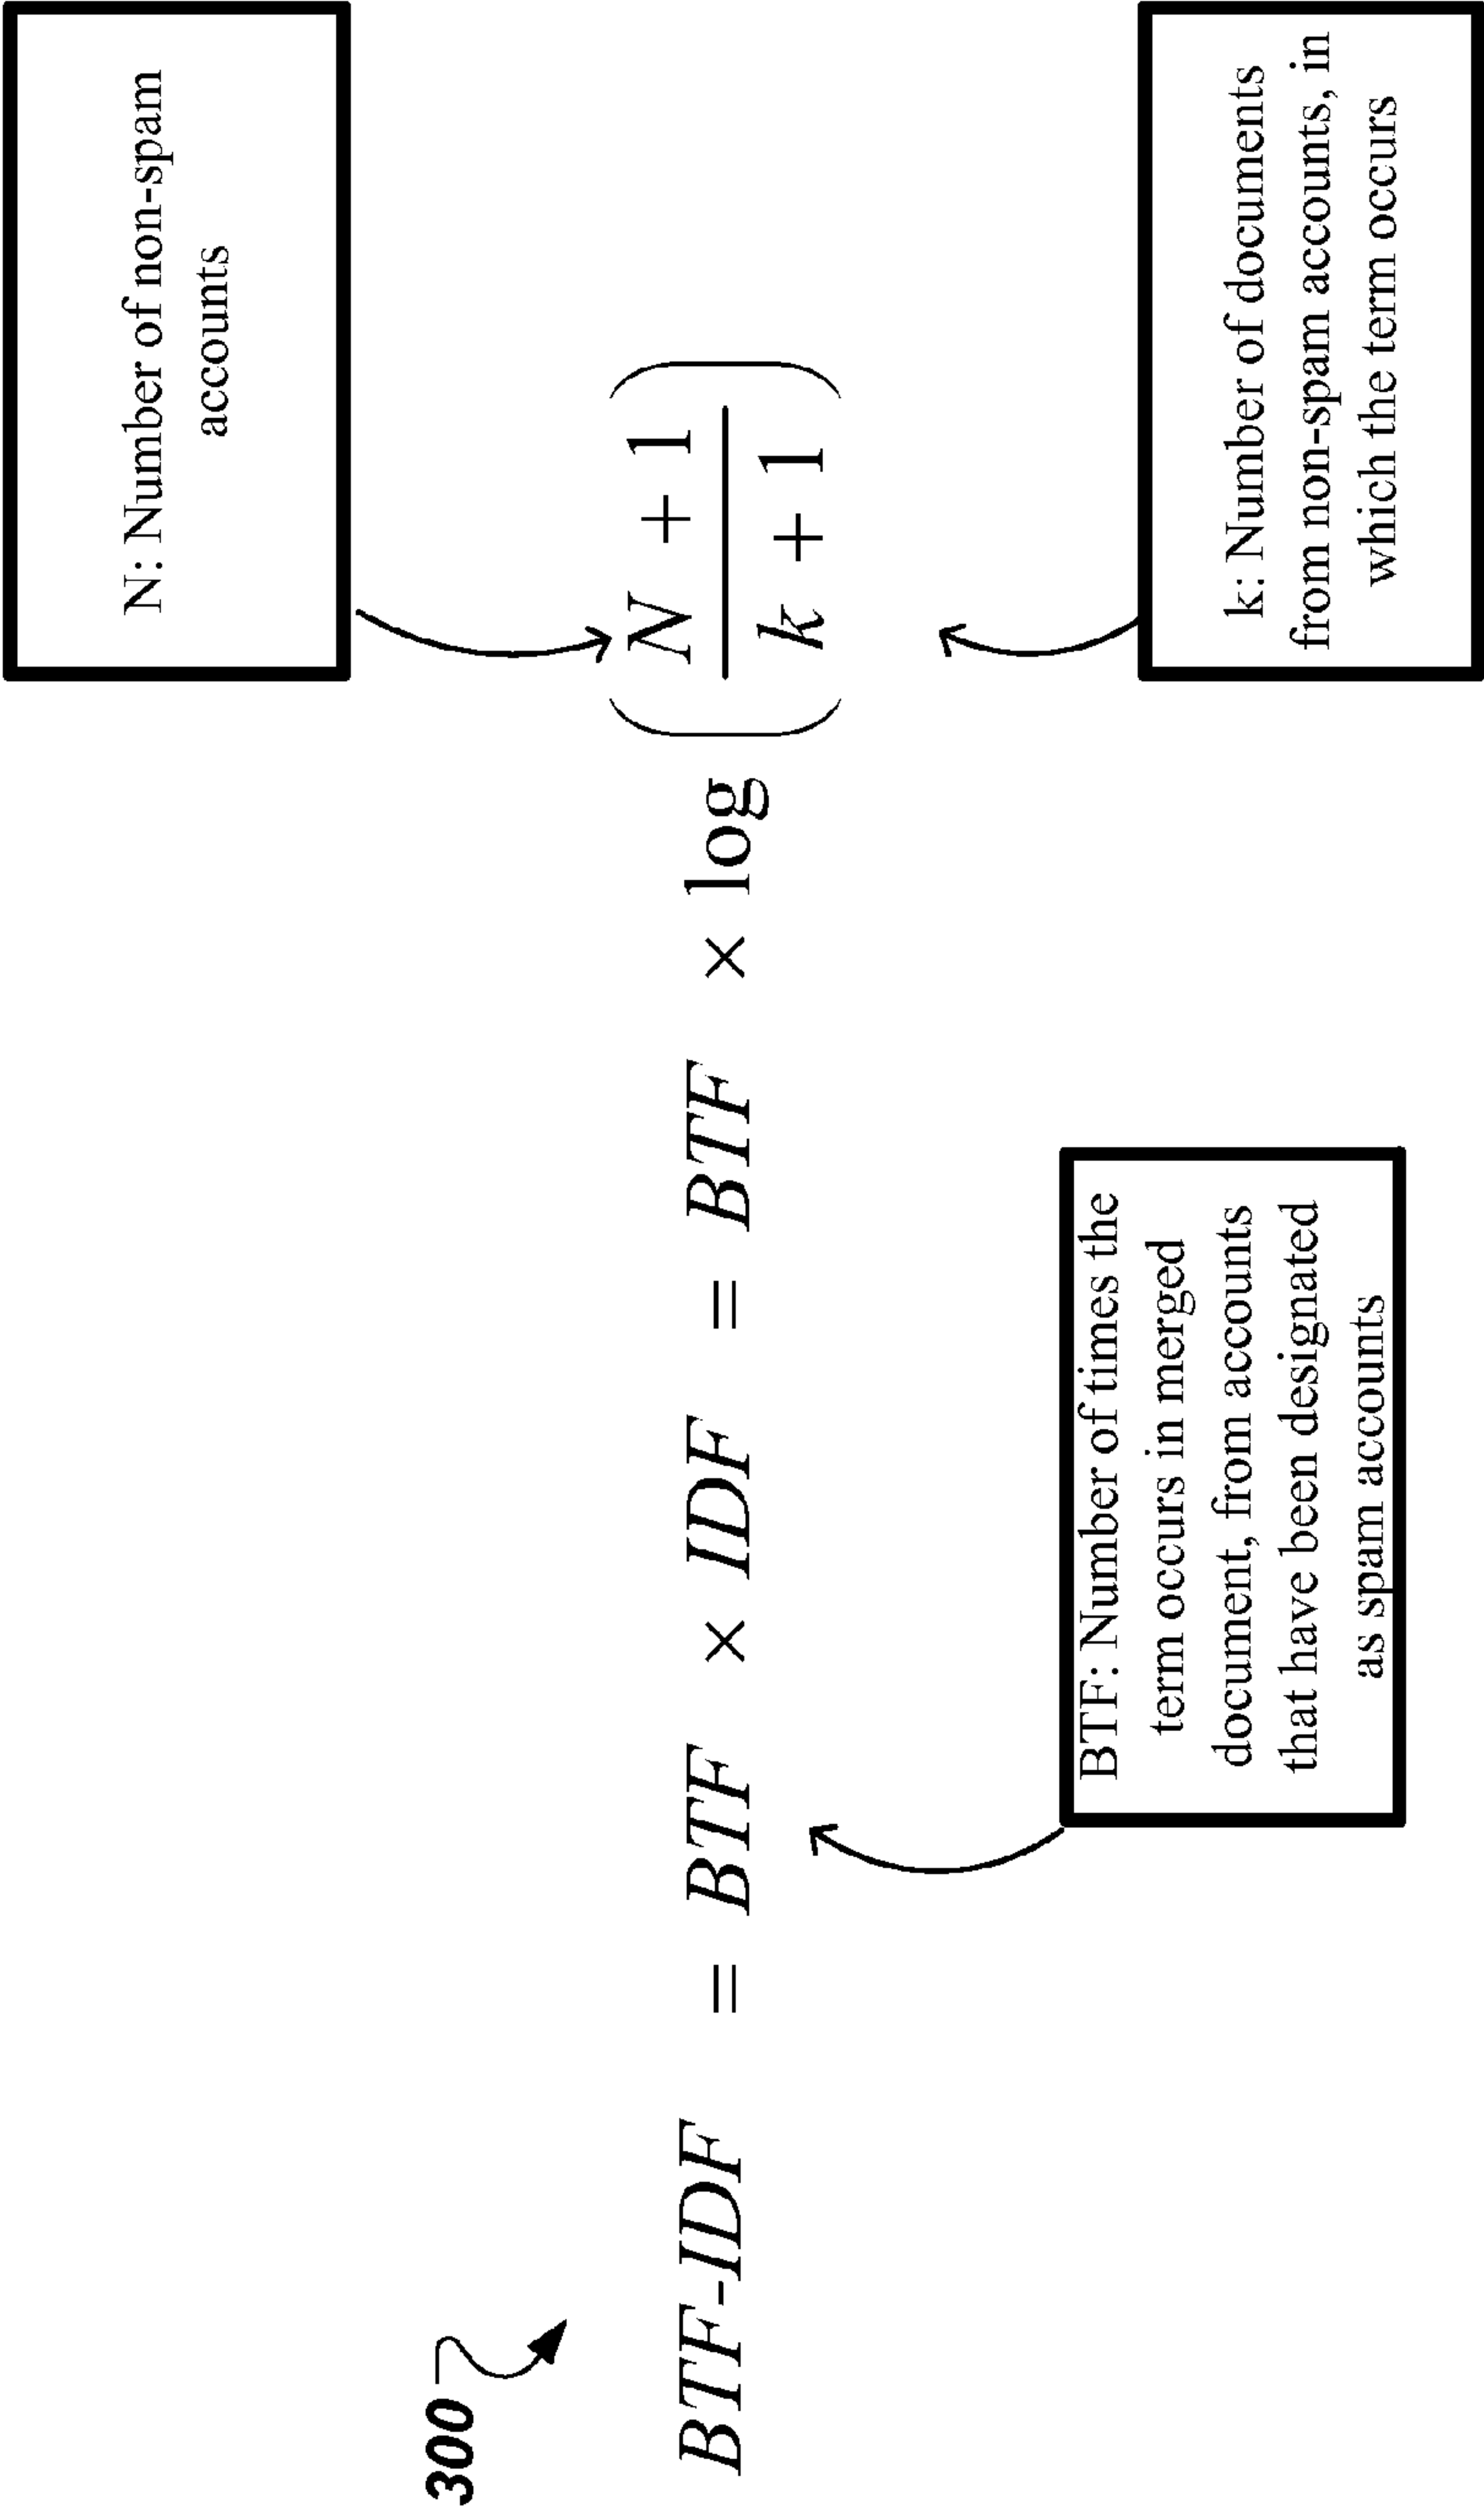 300
N: Number of non-spam
accounts
BTF-IDF = BTF × IDF = BTF × log ( N + 1 / k + 1 )
BTF: Number of times the
term occurs in merged
document, from accounts
that have been designated
as spam accounts
k: Number of documents
from non-spam accounts, in
which the term occurs